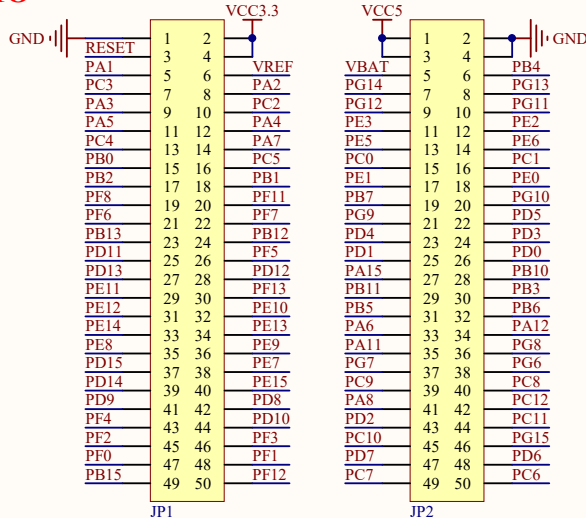 VCC3.3
GND 1 2
RESET 3 4
PA1 5 6 VREF
PC3 7 8 PA2
PA3 9 10 PC2
PA5 11 12 PA4
PC4 13 14 PA7
PB0 15 16 PC5
PB2 17 18 PB1
PF8 19 20 PF11
PF6 21 22 PF7
PB13 23 24 PB12
PD11 25 26 PF5
PD13 27 28 PD12
PE11 29 30 PF13
PE12 31 32 PE10
PE14 33 34 PE13
PE8 35 36 PE9
PD15 37 38 PE7
PD14 39 40 PE15
PD9 41 42 PD8
PF4 43 44 PD10
PF2 45 46 PF3
PF0 47 48 PF1
PB15 49 50 PF12
JP1
VCC5
1 2 GND
3 4
VBAT 5 6 PB4
PG14 7 8 PG13
PG12 9 10 PG11
PE3 11 12 PE2
PE5 13 14 PE6
PC0 15 16 PC1
PE1 17 18 PE0
PB7 19 20 PG10
PG9 21 22 PD5
PD4 23 24 PD3
PD1 25 26 PD0
PA15 27 28 PB10
PB11 29 30 PB3
PB5 31 32 PB6
PA6 33 34 PA12
PA11 35 36 PG8
PG7 37 38 PG6
PC9 39 40 PC8
PA8 41 42 PC12
PD2 43 44 PC11
PC10 45 46 PG15
PD7 47 48 PD6
PC7 49 50 PC6
JP2